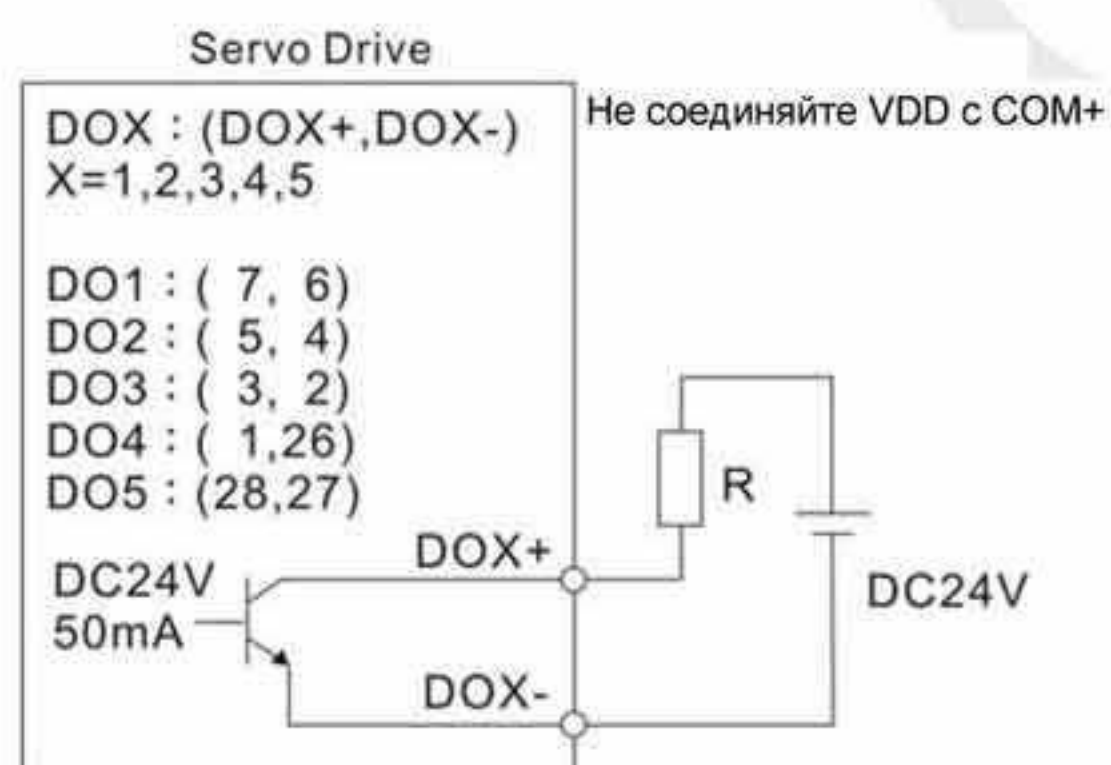 Servo Drive
Не соединяйте VDD с COM+
DOX : (DOX+,DOX-)
X=1,2,3,4,5
DO1 : ( 7, 6)
DO2 : ( 5, 4)
DO3 : ( 3, 2)
DO4 : ( 1,26)
DO5 : (28,27)
R
DOX+
DC24V
50mA
DC24V
DOX-